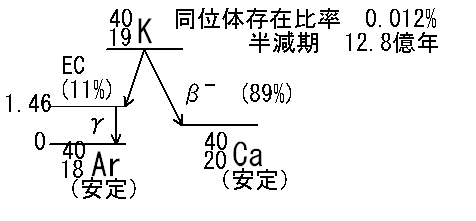 40
19 K 同位体存在比率 0.012%
半減期 12.8億年
EC
(11%)
β− (89%)
1.46
γ
0
40
18 Ar
(安定)
40
20 Ca
(安定)